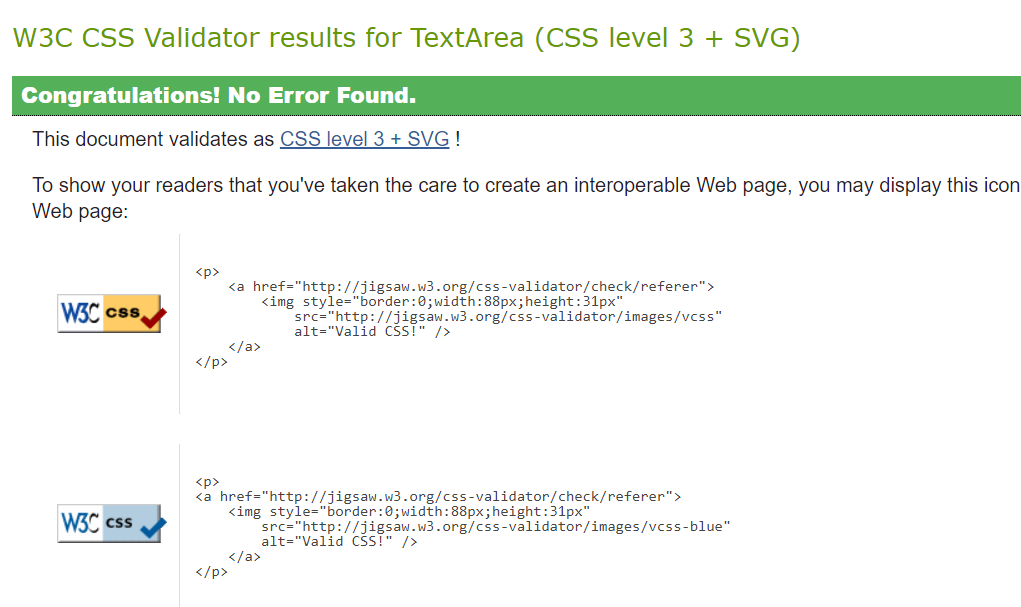 W3C CSS Validator results for TextArea (CSS level 3 + SVG)
Congratulations! No Error Found.
This document validates as CSS level 3 + SVG !
To show your readers that you've taken the care to create an interoperable Web page, you may display this icon
Web page:
W3C css
<p>
    <a href="http://jigsaw.w3.org/css-validator/check/referer">
        <img style="border:0;width:88px;height:31px"
            src="http://jigsaw.w3.org/css-validator/images/vcss"
            alt="Valid CSS!" />
    </a>
</p>
W3C css
<p>
<a href="http://jigsaw.w3.org/css-validator/check/referer">
    <img style="border:0;width:88px;height:31px"
        src="http://jigsaw.w3.org/css-validator/images/vcss-blue"
        alt="Valid CSS!" />
    </a>
</p>